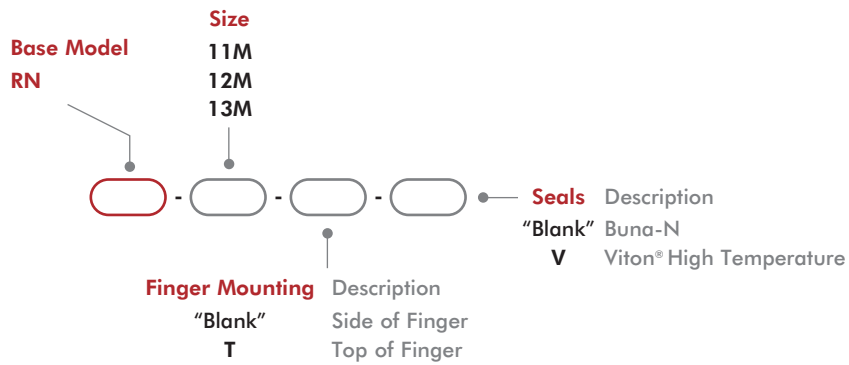 Size
Base Model
11M
RN
12M
13M
- - -
Seals Description
"Blank" Buna-N
V Viton® High Temperature
Finger Mounting Description
"Blank" Side of Finger
T Top of Finger